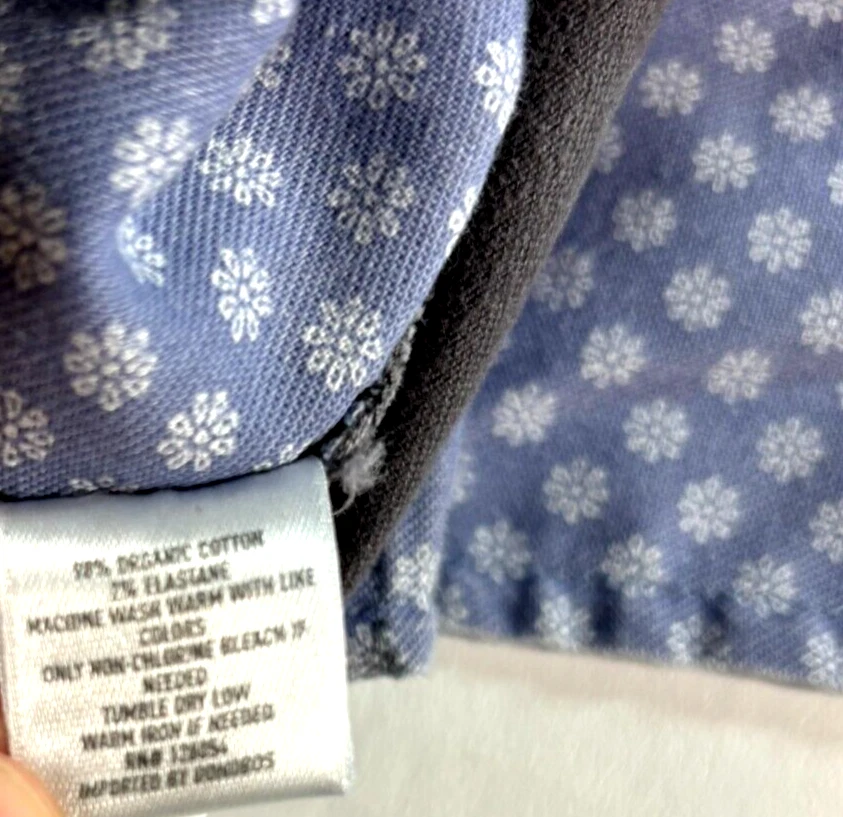 98% ORGANIC COTTON
2% ELASTANE
MACHINE WASH WARM WITH LIKE
COLORS
ONLY NON-CHLORINE BLEACH IF
NEEDED
TUMBLE DRY LOW
WARM IRON IF NEEDED
RN#
IMPORTED BY BONOBOS